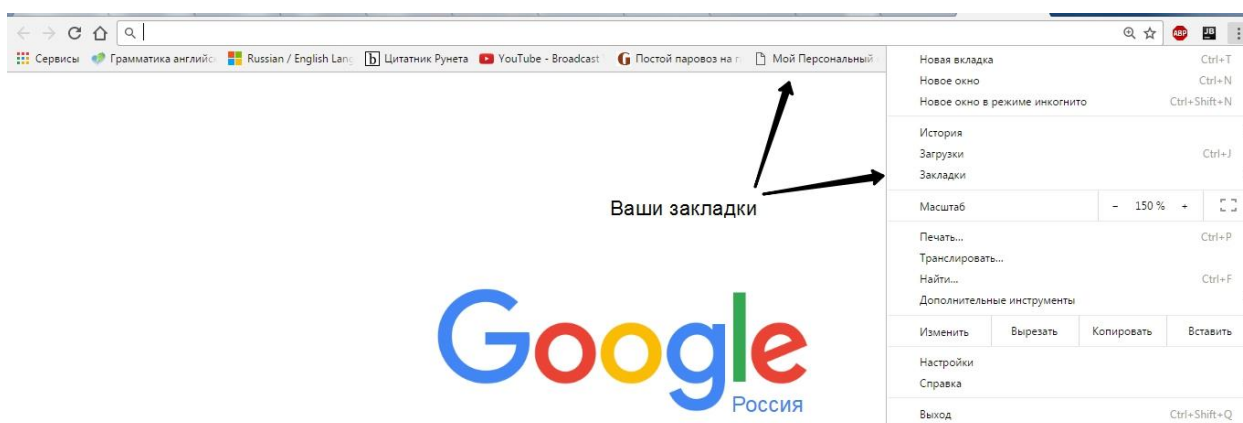 Сервисы Грамматика английс Russian / English Lang Цитатник Рунета YouTube - Broadcast Постой паровоз на г Мой Персональный
ABP JB
Новая вкладка Ctrl+T
Новое окно Ctrl+N
Новое окно в режиме инкогнито Ctrl+Shift+N
История
Загрузки Ctrl+J
Закладки
Ваши закладки
Масштаб - 150 % +
Печать... Ctrl+P
Транслировать...
Найти... Ctrl+F
Дополнительные инструменты
Изменить Вырезать Копировать Вставить
Настройки
Справка
Выход Ctrl+Shift+Q
Google
Россия